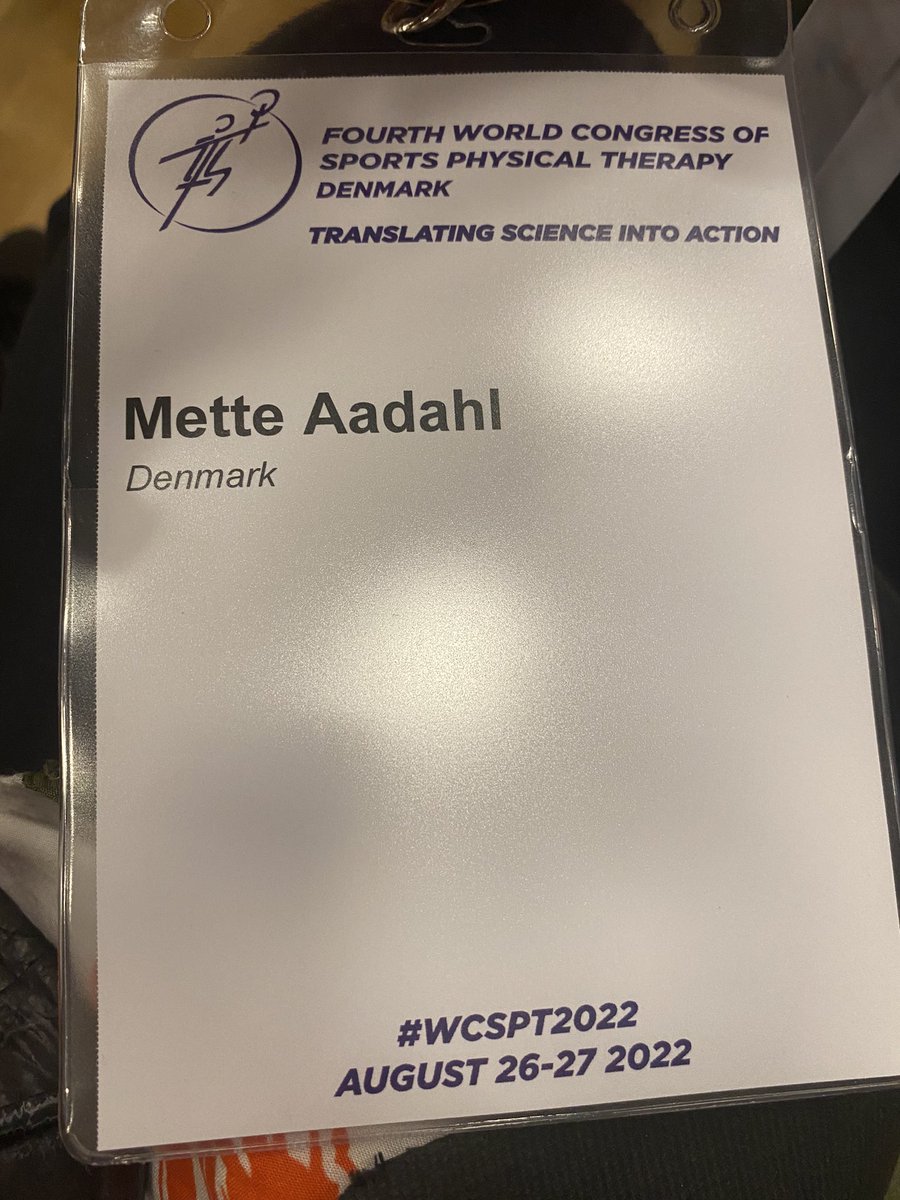 FOURTH WORLD CONGRESS OF
SPORTS PHYSICAL THERAPY
DENMARK
TRANSLATING SCIENCE INTO ACTION
Mette Aadahl
Denmark
#WCSPT2022
AUGUST 26-27 2022